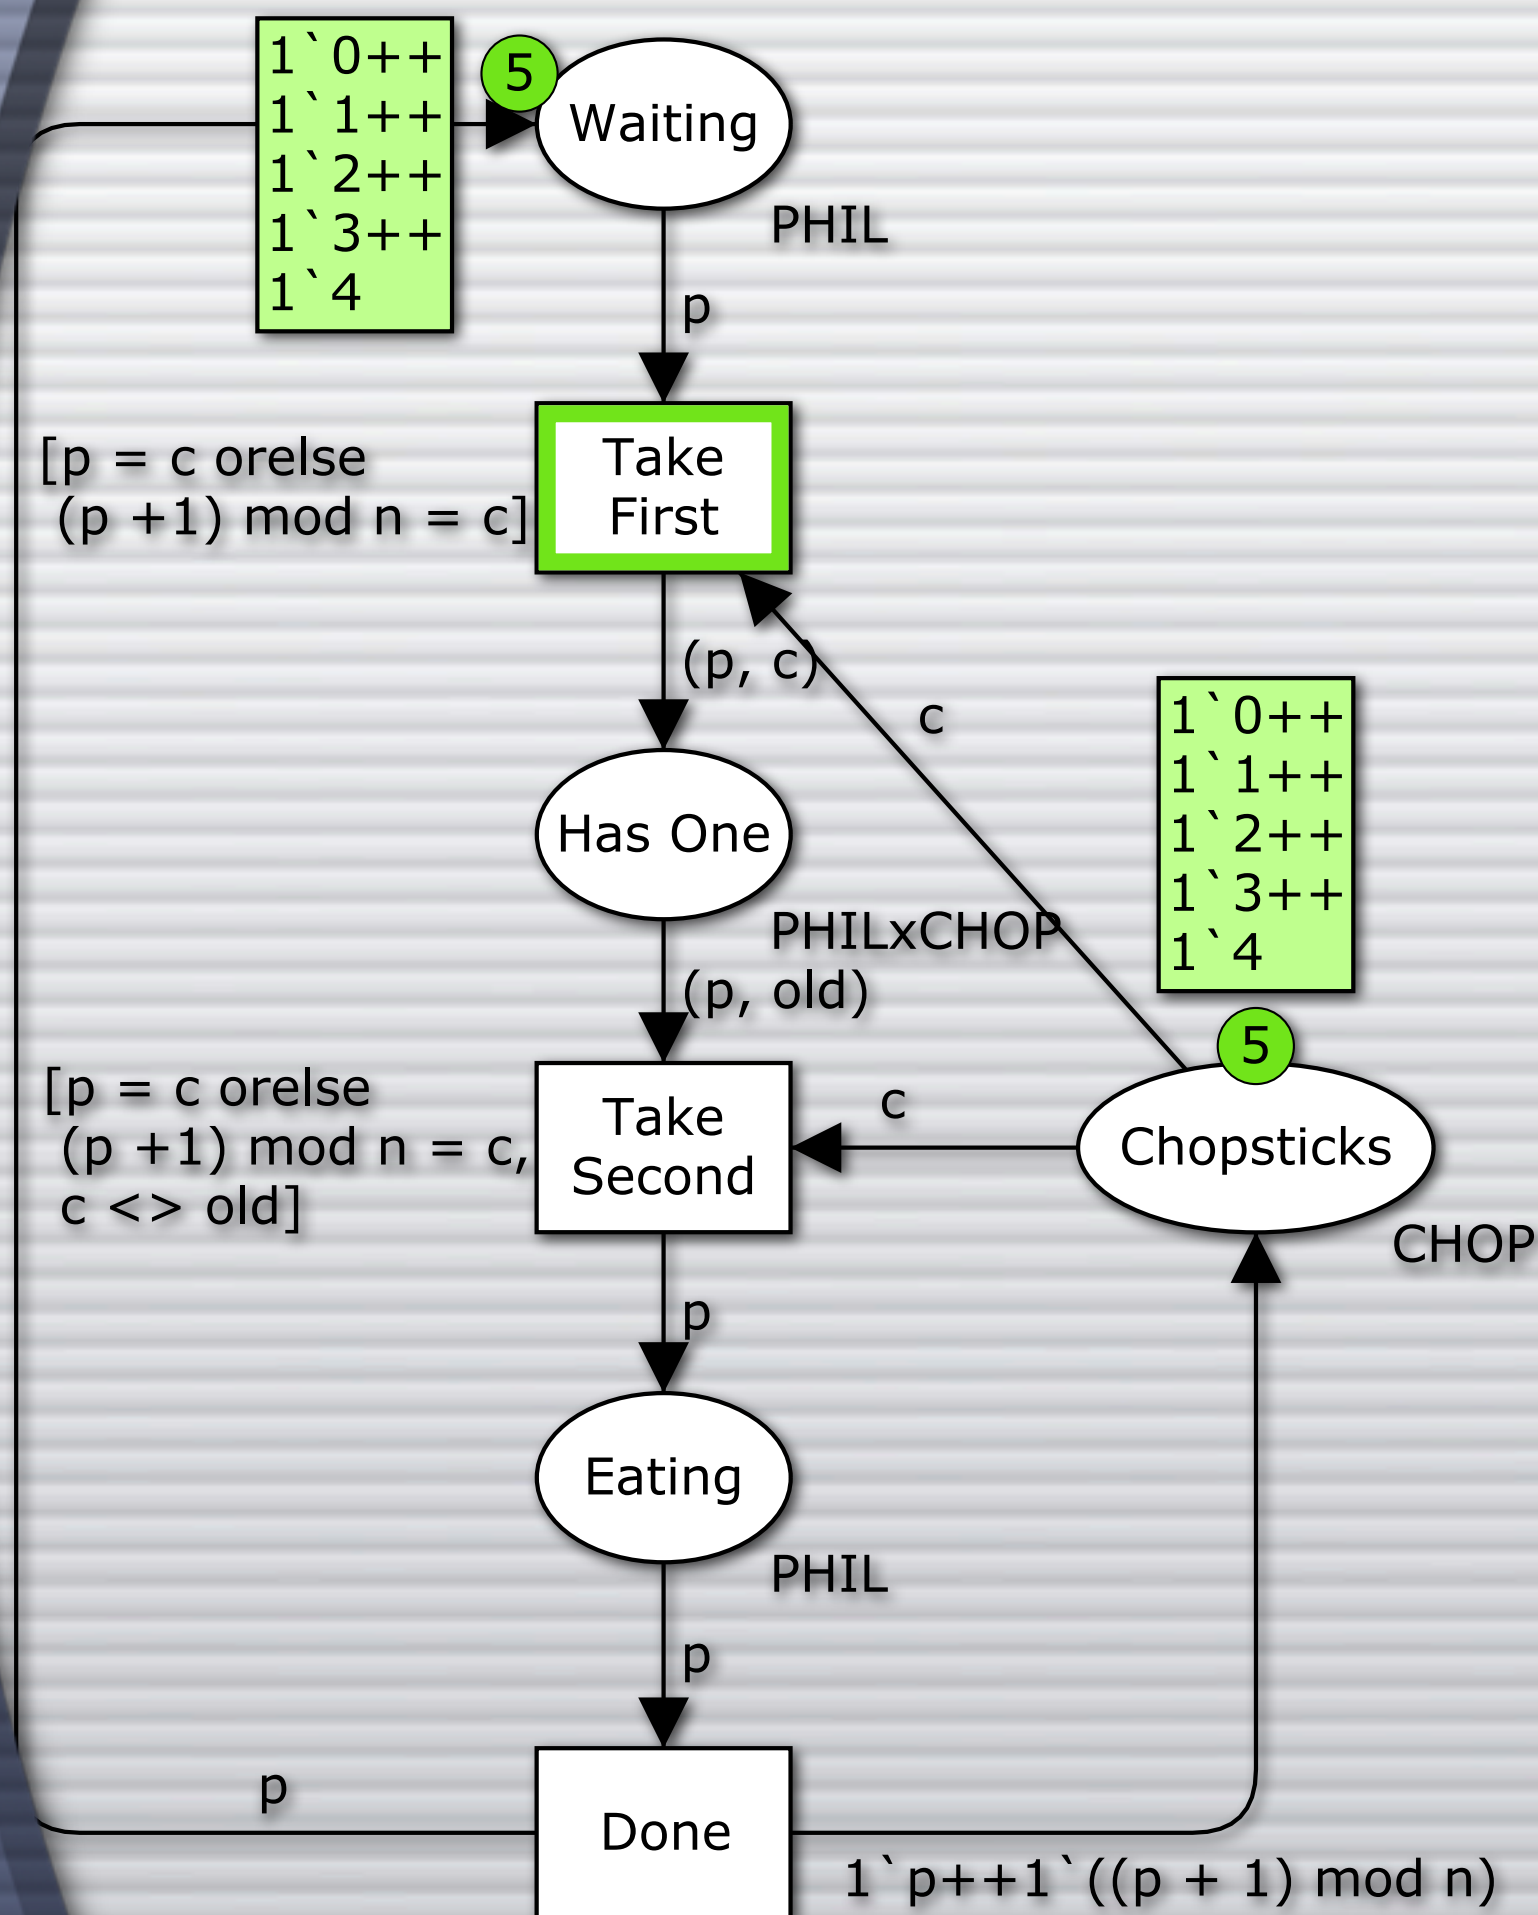 1`0++
1`1++
1`2++
1`3++
1`4
5
Waiting
PHIL
p
[p = c orelse
(p +1) mod n = c]
Take
First
(p, c)
c
1`0++
1`1++
1`2++
1`3++
1`4
Has One
PHILxCHOP
(p, old)
5
[p = c orelse
(p +1) mod n = c,
c <> old]
Take
Second
c
Chopsticks
CHOP
p
Eating
PHIL
p
p
Done
1`p++1`((p + 1) mod n)